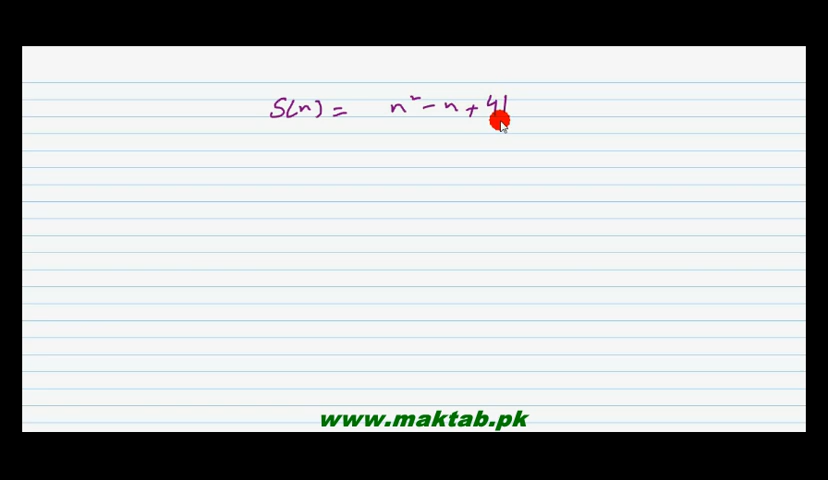 S(n) = n² - n + 41
www.maktab.pk